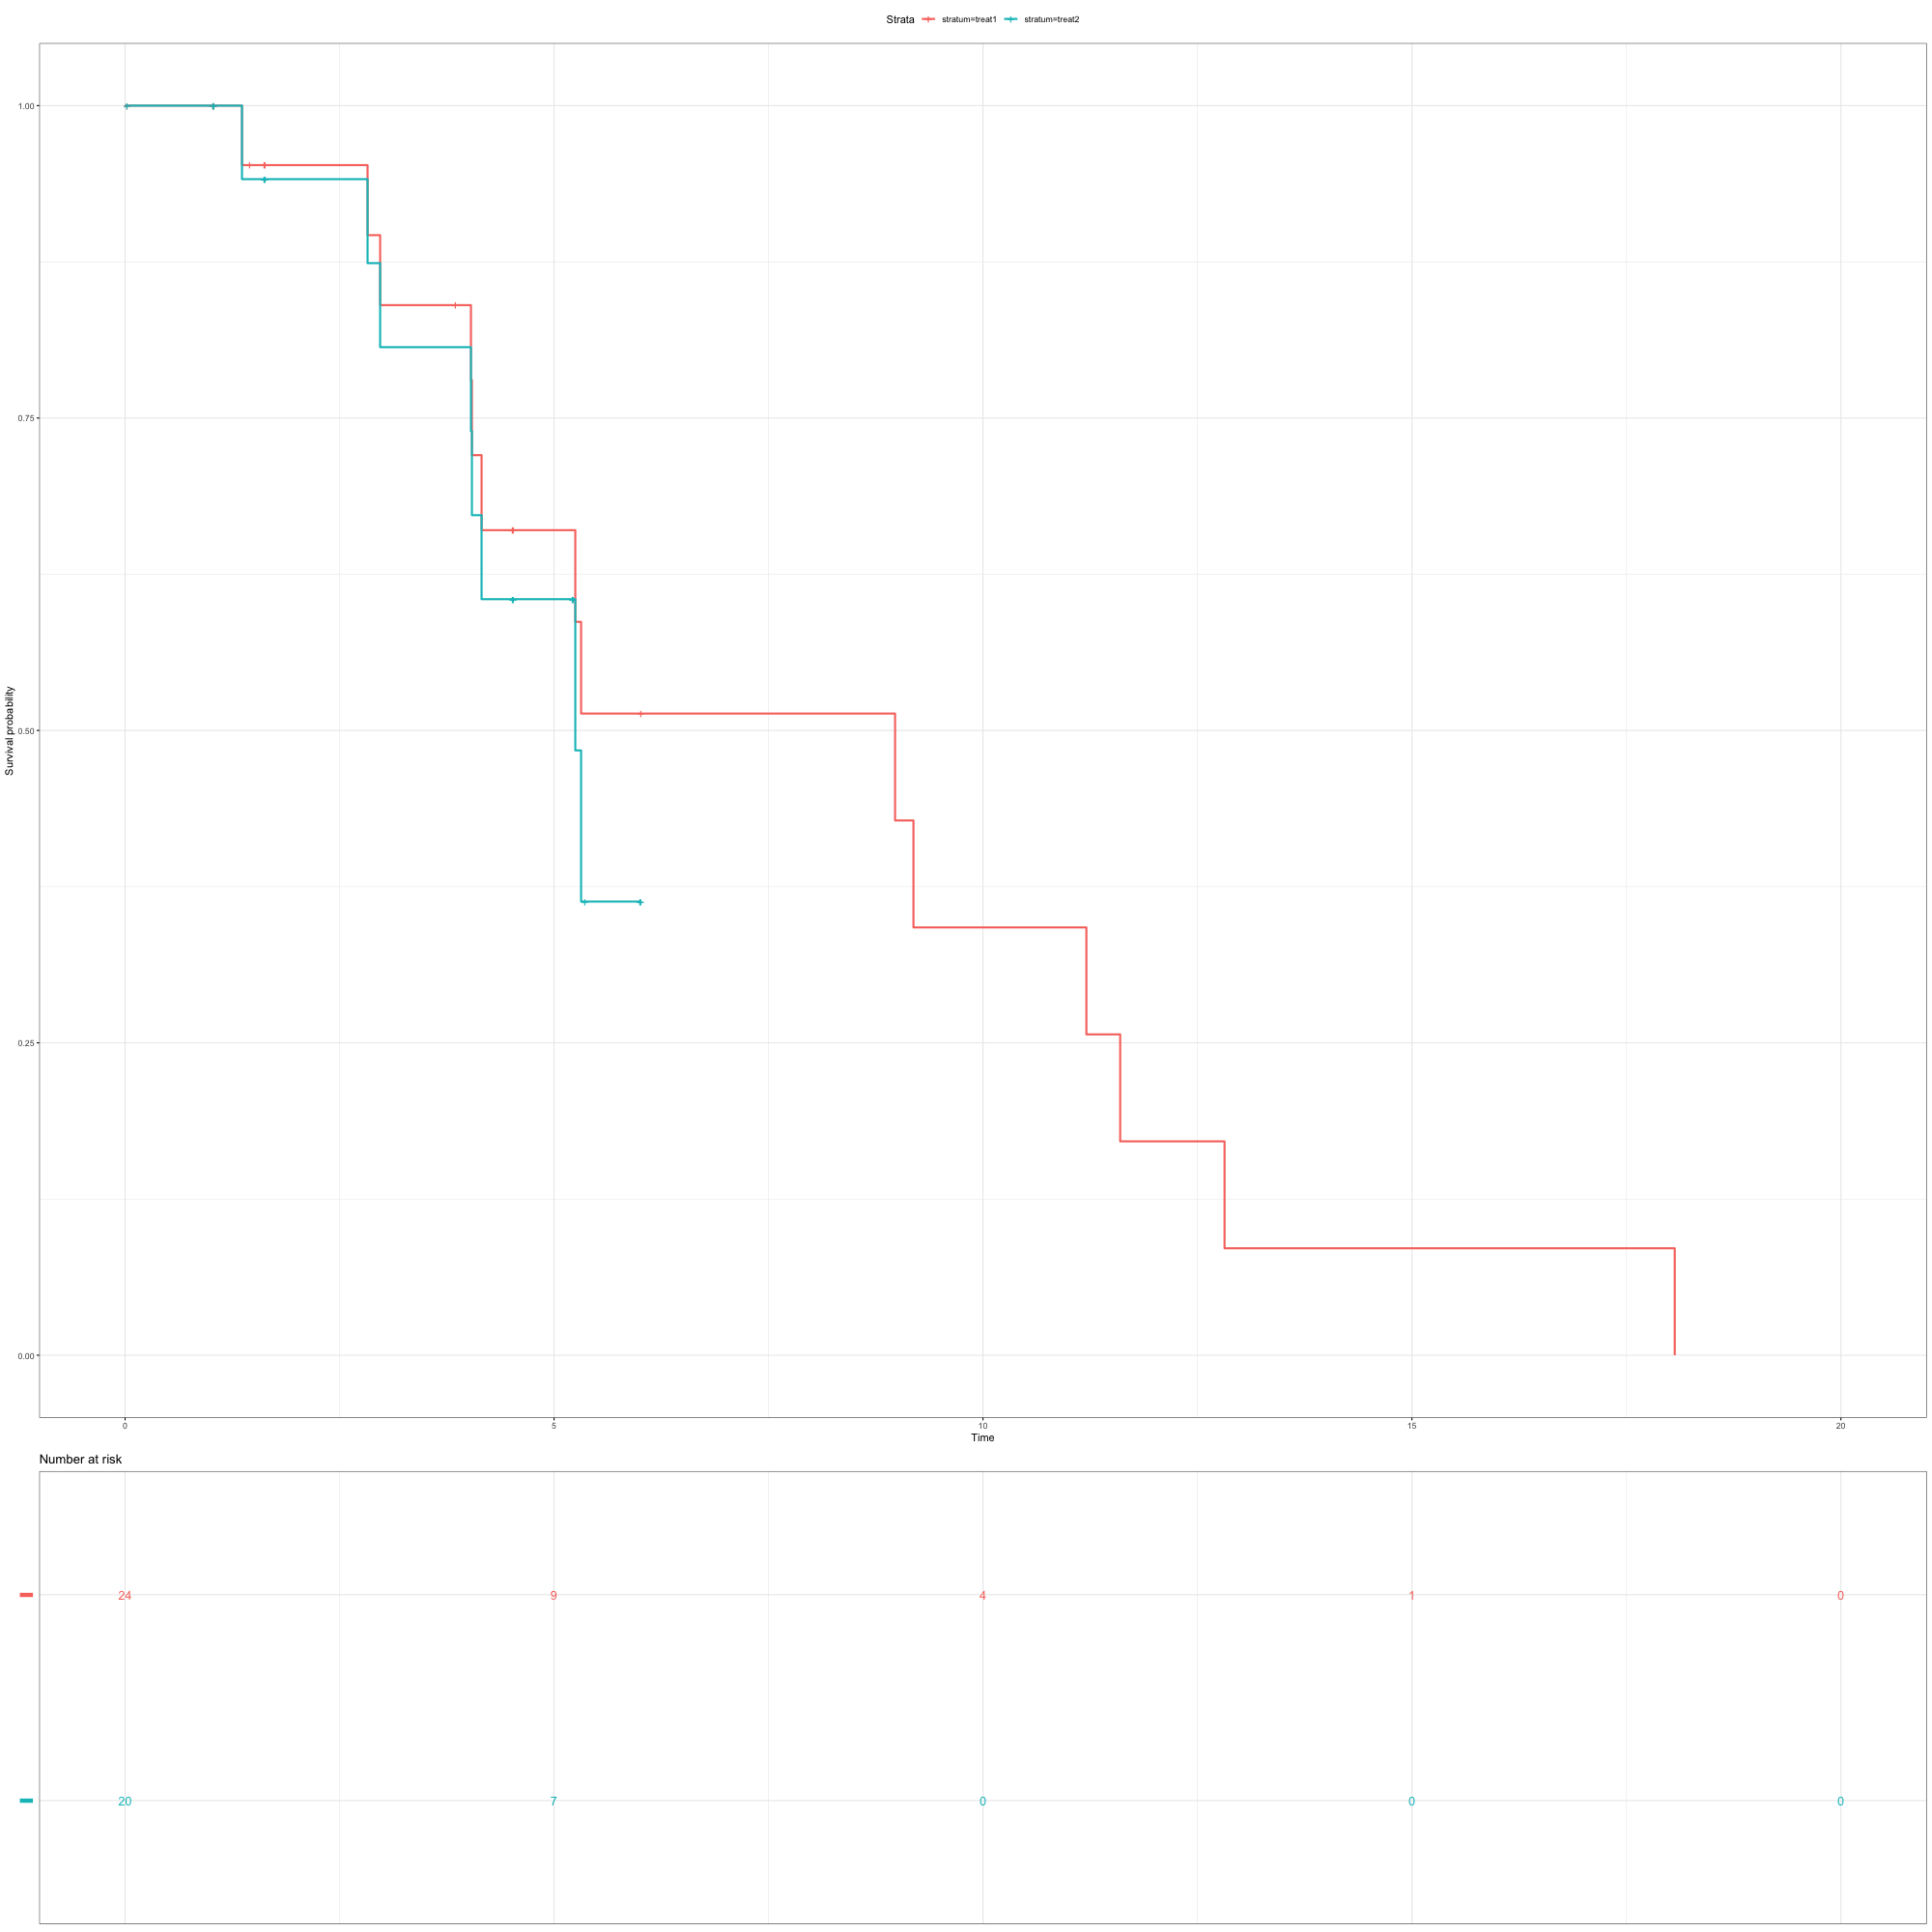 Strata stratum=treat1 stratum=treat2
1.00
0.75
0.50
0.25
0.00
Survival probability
0 5 10 15 20
Time
Number at risk
24 9 4 1 0
20 7 0 0 0